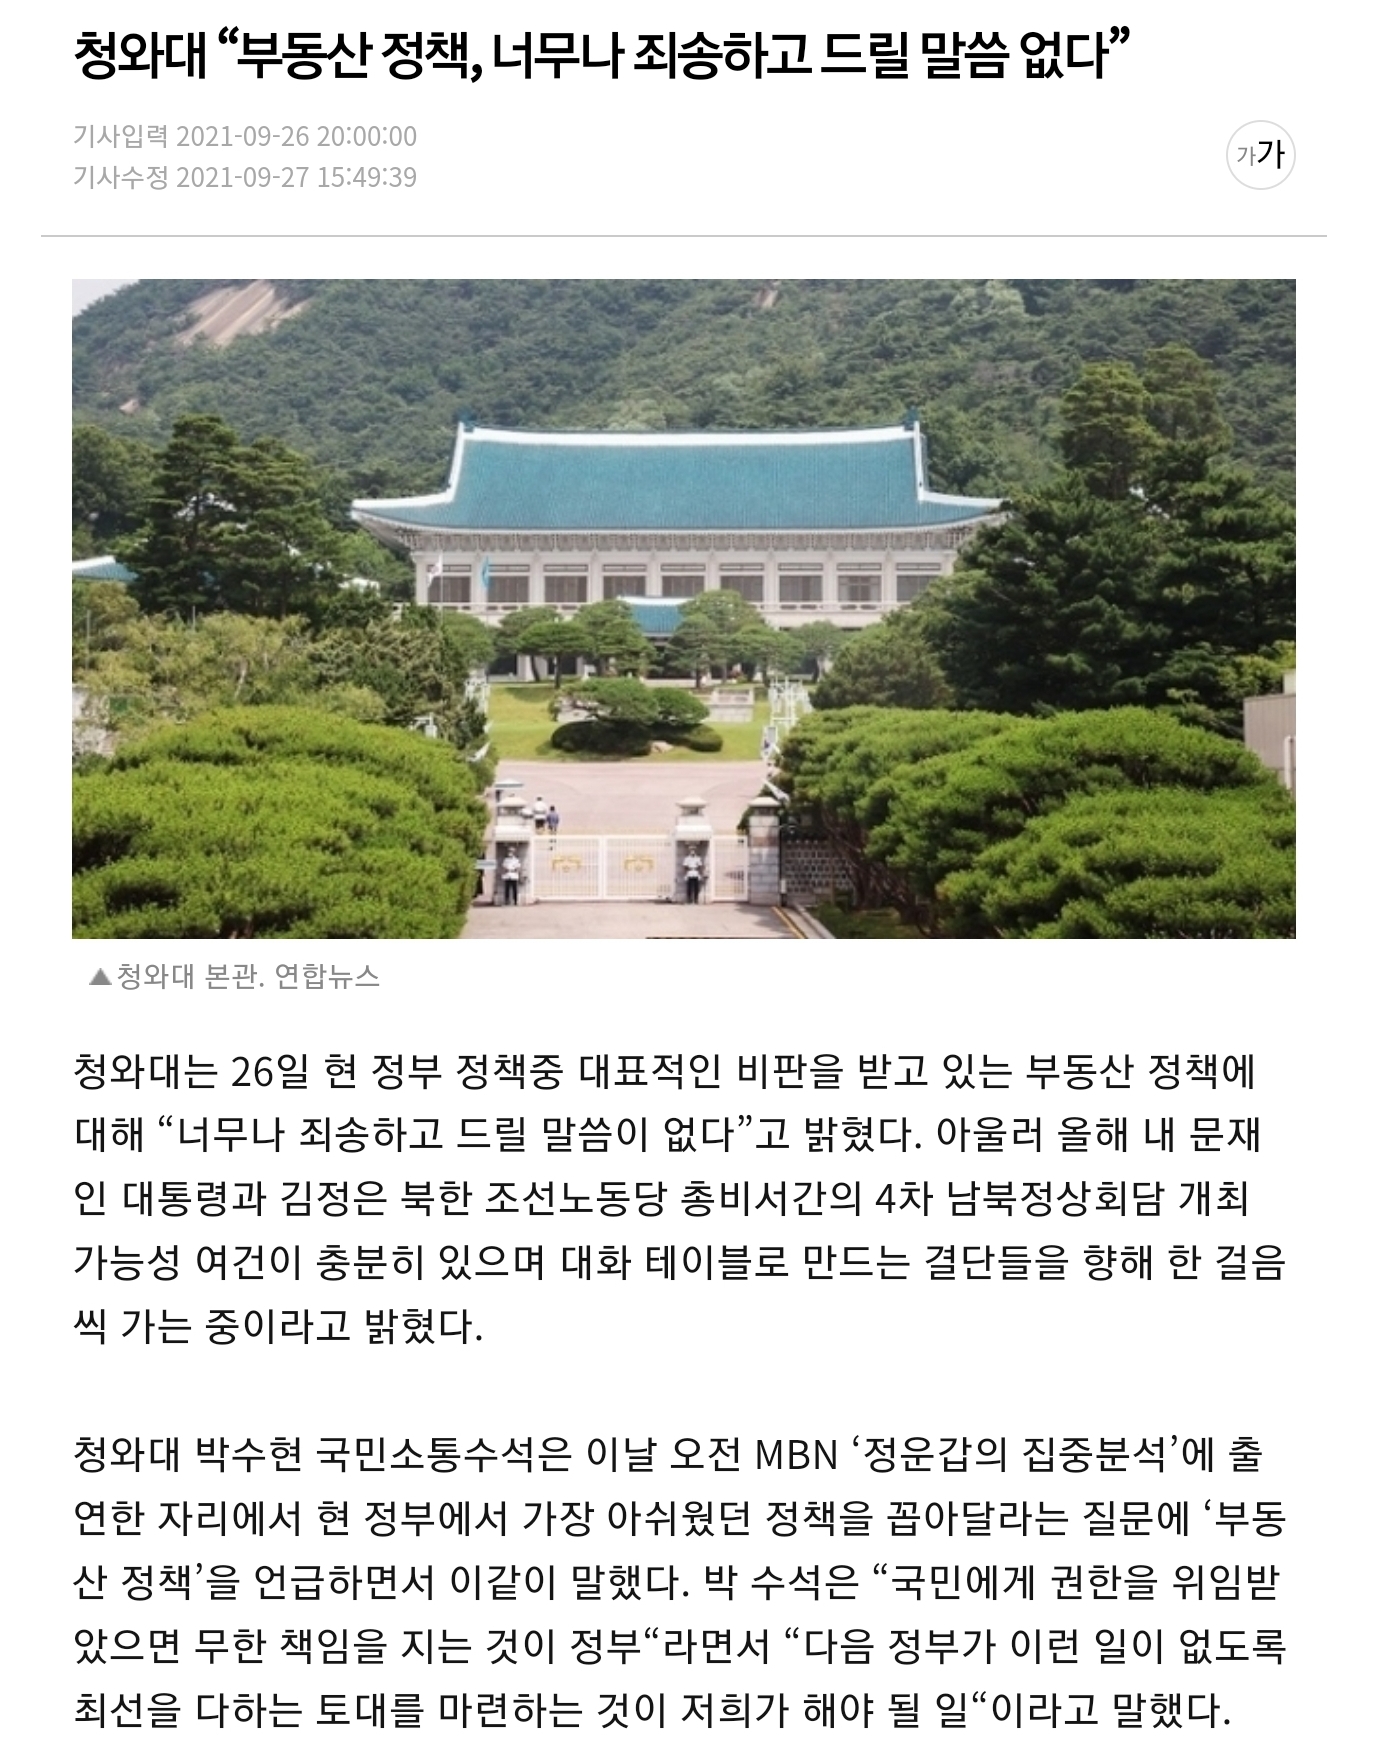 청와대 “부동산 정책, 너무나 죄송하고 드릴 말씀 없다”
기사입력 2021-09-26 20:00:00
기사수정 2021-09-27 15:49:39
가가
▲청와대 본관. 연합뉴스
청와대는 26일 현 정부 정책중 대표적인 비판을 받고 있는 부동산 정책에
대해 “너무나 죄송하고 드릴 말씀이 없다”고 밝혔다. 아울러 올해 내 문재
인 대통령과 김정은 북한 조선노동당 총비서간의 4차 남북정상회담 개최
가능성 여건이 충분히 있으며 대화 테이블로 만드는 결단들을 향해 한 걸음
씩 가는 중이라고 밝혔다.
청와대 박수현 국민소통수석은 이날 오전 MBN ‘정운갑의 집중분석’에 출
연한 자리에서 현 정부에서 가장 아쉬웠던 정책을 꼽아달라는 질문에 ‘부동
산 정책’을 언급하면서 이같이 말했다. 박 수석은 “국민에게 권한을 위임받
았으면 무한 책임을 지는 것이 정부“라면서 “다음 정부가 이런 일이 없도록
최선을 다하는 토대를 마련하는 것이 저희가 해야 될 일“이라고 말했다.